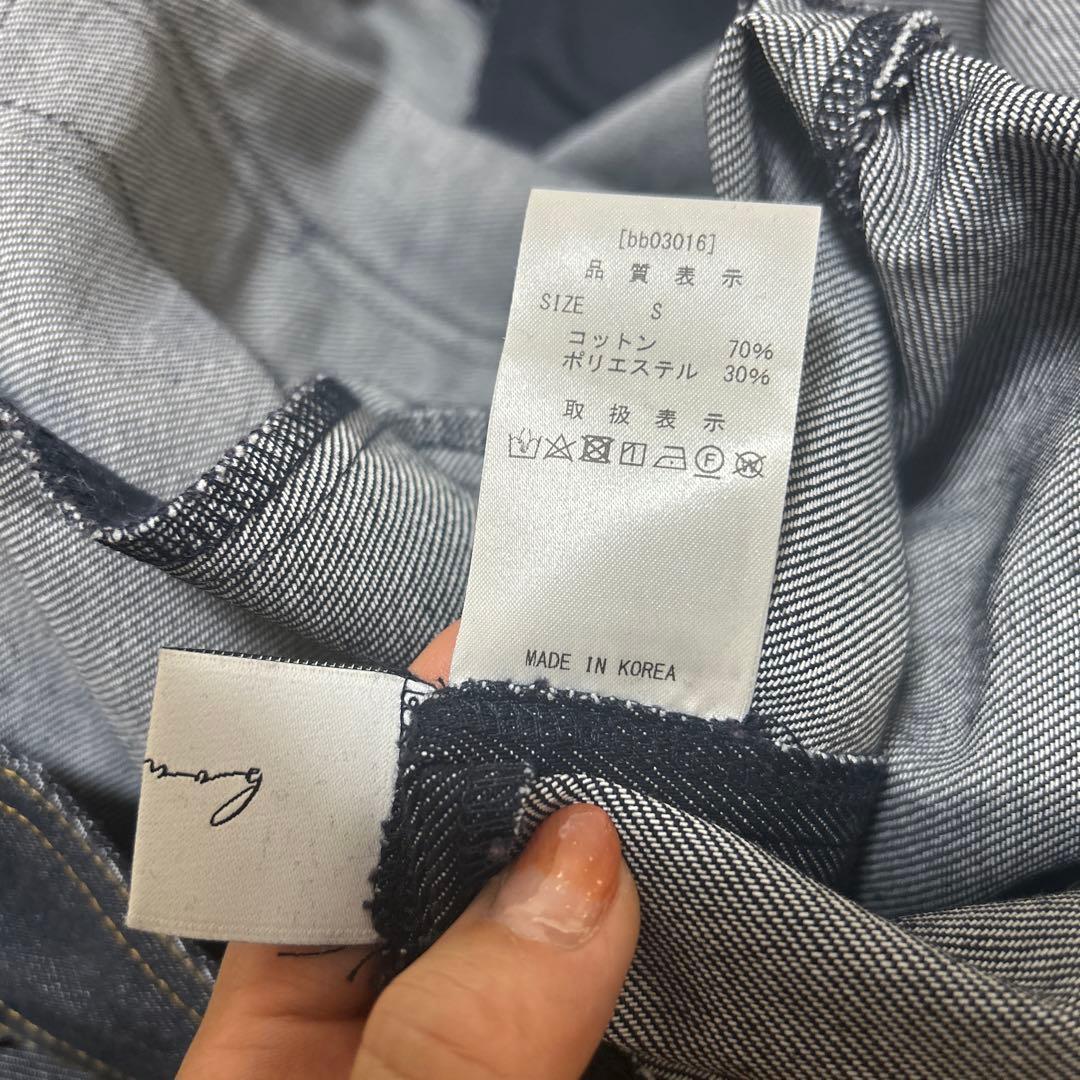 [bb03016]
品質表示
SIZE S
コットン 70%
ポリエステル 30%
取扱表示
F
MADE IN KOREA